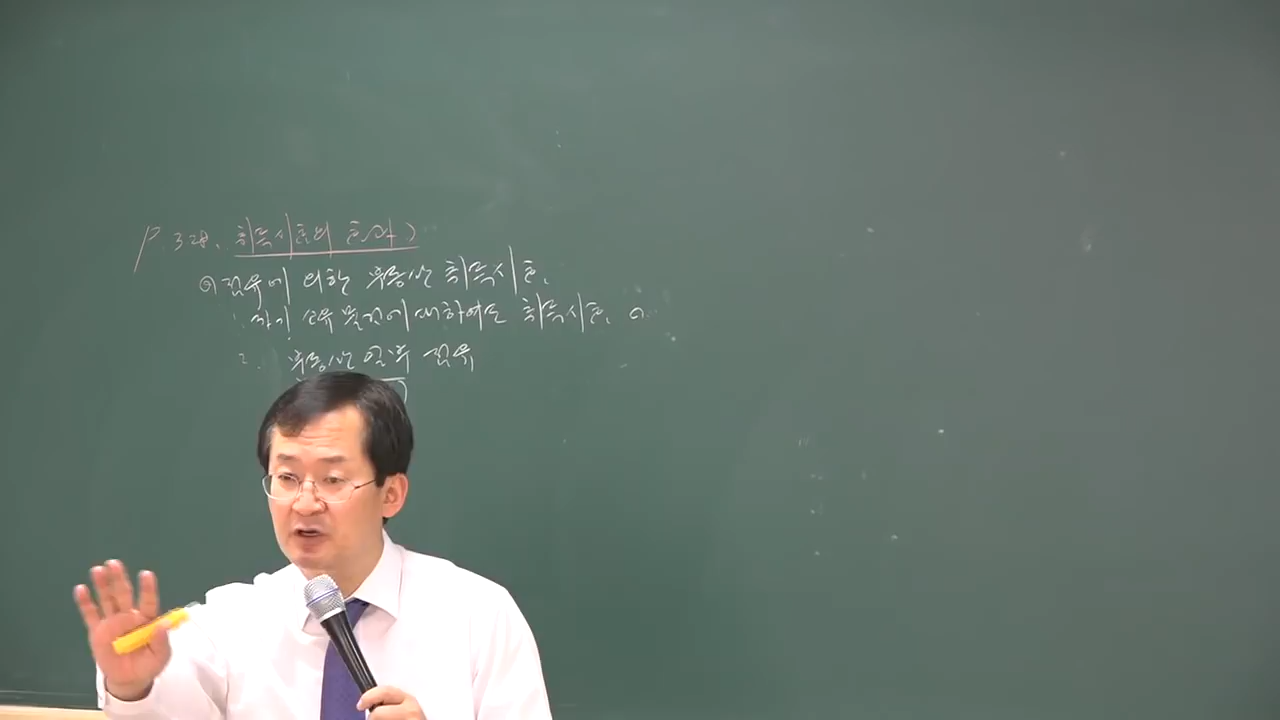 P. 328. 취득시효의 효과)
① 점유에 의한 부동산 취득시효.
1. 자기 소유 물건에 대하여도 취득시효. O.
2. 부동산 일부 점유